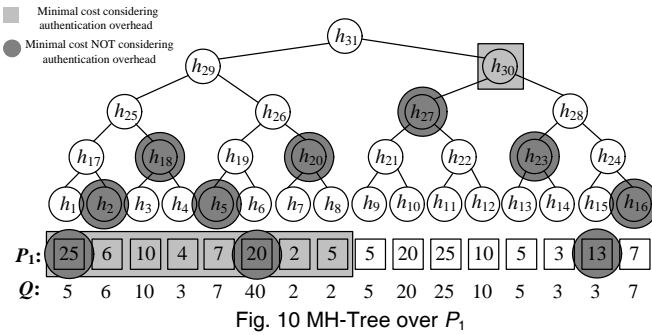 Minimal cost considering
authentication overhead
Minimal cost NOT considering
authentication overhead
h31
h29 h30
h25 h26 h27 h28
h17 h18 h19 h20 h21 h22 h23 h24
h1 h2 h3 h4 h5 h6 h7 h8 h9 h10 h11 h12 h13 h14 h15 h16
P1: 25 6 10 4 7 20 2 5 5 20 25 10 5 3 13 7
Q: 5 6 10 3 7 40 2 2 5 20 25 10 5 3 3 7
Fig. 10 MH-Tree over P1